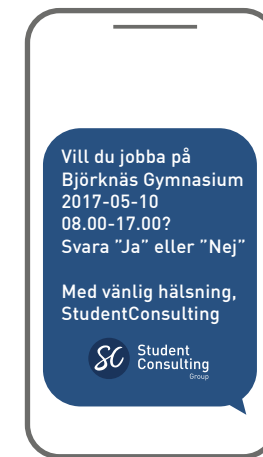 Vill du jobba på
Björknäs Gymnasium
2017-05-10
08.00-17.00?
Svara ”Ja” eller ”Nej”
Med vänlig hälsning,
StudentConsulting
SC Student
Consulting
Group